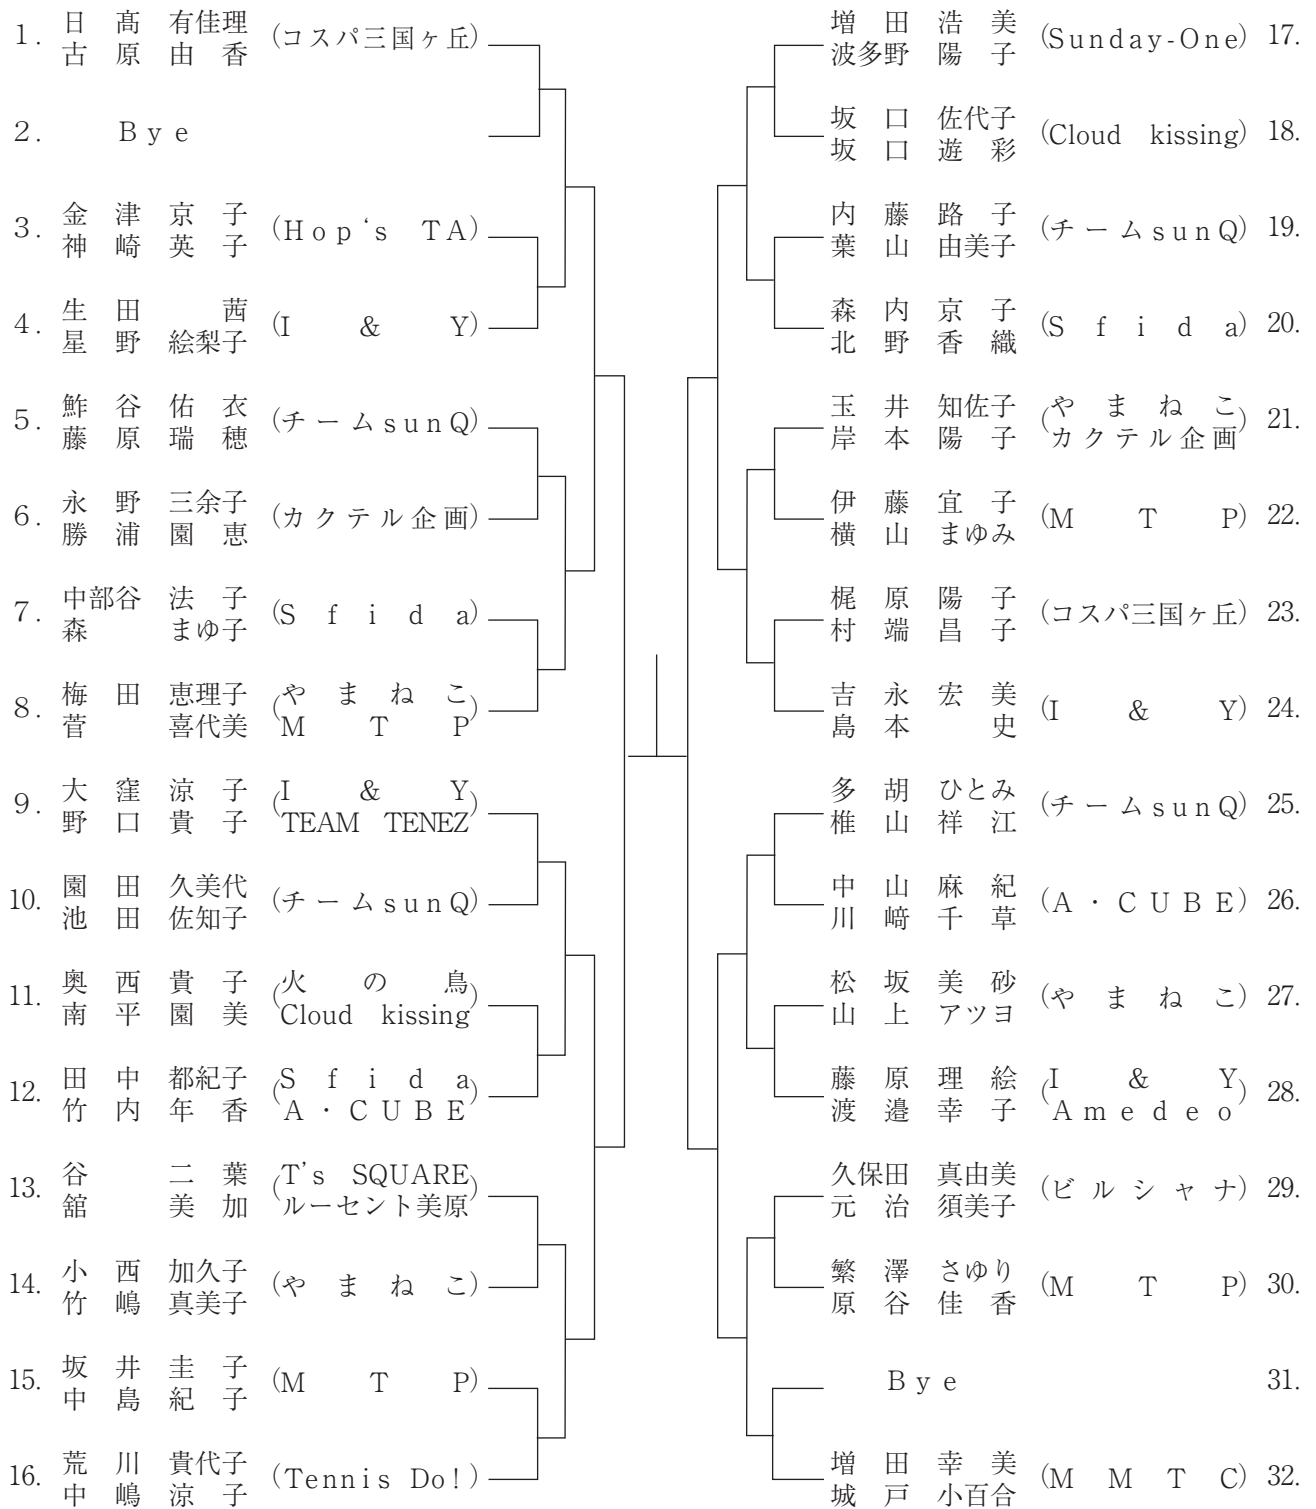 1. 日髙 有佳理 (コスパ三国ヶ丘)
古原 由香
2. Bye
3. 金津 京子 (Hop‘s TA)
神崎 英子
4. 生田 茜 (I & Y)
星野 絵梨子
5. 鮓谷 佑衣 (チームsunQ)
藤原 瑞穂
6. 永野 三余子 (カクテル企画)
勝浦 園恵
7. 中部谷 法子 (Sfida)
森 まゆ子
8. 梅田 恵理子 (やまねこ
菅 喜代美 MTP)
9. 大窪 涼子 (I & Y
野口 貴子 TEAM TENEZ)
10. 園田 久美代 (チームsunQ)
池田 佐知子
11. 奥西 貴子 (火の鳥
南平 園美 Cloud kissing)
12. 田中 都紀子 (Sfida
竹内 年香 A・CUBE)
13. 谷 二葉 (T’s SQUARE
舘 美加 ルーセント美原)
14. 小西 加久子 (やまねこ)
竹嶋 真美子
15. 坂井 圭子 (MTP)
中島 紀子
16. 荒川 貴代子 (Tennis Do!)
中嶋 涼子
増田 浩美 (Sunday-One) 17.
波多野 陽子
坂口 佐代子 (Cloud kissing) 18.
坂口 遊彩
内藤 路子 (チームsunQ) 19.
葉山 由美子
森内 京子 (Sfida) 20.
北野 香織
玉井 知佐子 (やまねこ 21.
岸本 陽子 カクテル企画)
伊藤 宜子 (MTP) 22.
横山 まゆみ
梶原 陽子 (コスパ三国ヶ丘) 23.
村端 昌子
吉永 宏美 (I & Y) 24.
島本 史
多胡 ひとみ (チームsunQ) 25.
椎山 祥江
中山 麻紀 (A・CUBE) 26.
川﨑 千草
松坂 美砂 (やまねこ) 27.
山上 アツヨ
藤原 理絵 (I & Y 28.
渡邉 幸子 Amedeo)
久保田 真由美 (ビルシャナ) 29.
元治 須美子
繁澤 さゆり (MTP) 30.
原谷 佳香
Bye 31.
増田 幸美 (MMTC) 32.
城戸 小百合